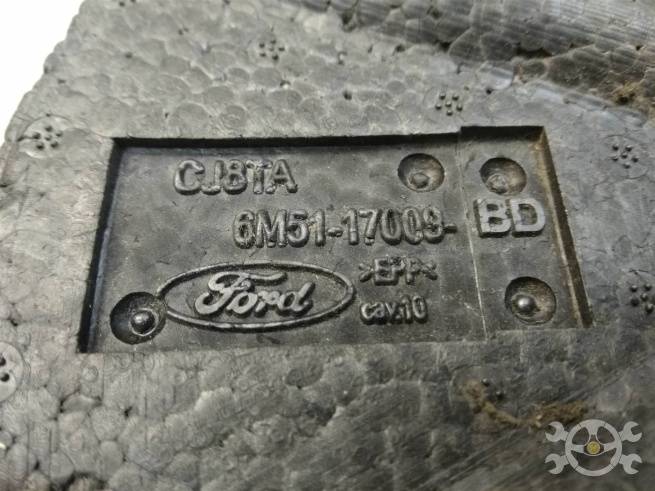 CJ8TA
6M51-17009-BD
>EPP<
Ford
cav.10